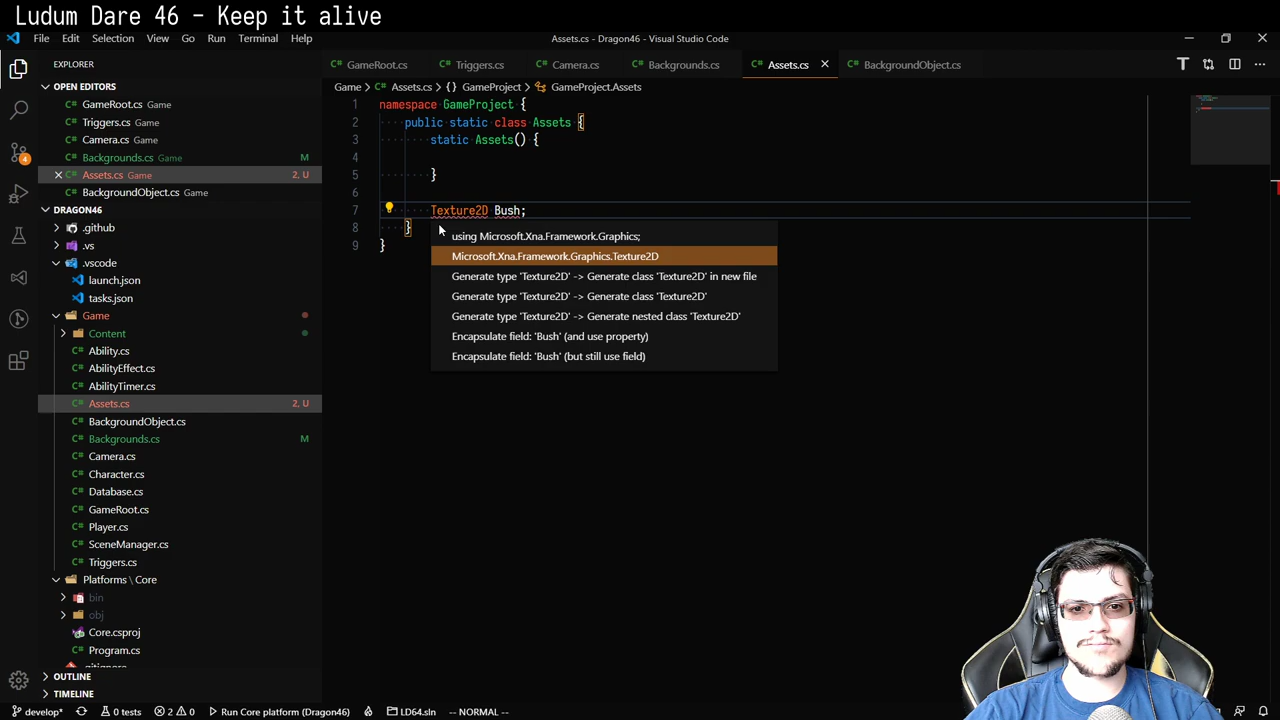 Ludum Dare 46 - Keep it alive
File Edit Selection View Go Run Terminal Help
Assets.cs - Dragon46 - Visual Studio Code
EXPLORER
GameRoot.cs Triggers.cs Camera.cs Backgrounds.cs Assets.cs BackgroundObject.cs
OPEN EDITORS
GameRoot.cs Game
Triggers.cs Game
Camera.cs Game
Backgrounds.cs Game M
Assets.cs Game 2, U
BackgroundObject.cs Game
DRAGON46
.github
.vs
.vscode
launch.json
tasks.json
Game
Content
Ability.cs
AbilityEffect.cs
AbilityTimer.cs
Assets.cs 2, U
BackgroundObject.cs
Backgrounds.cs M
Camera.cs
Character.cs
Database.cs
GameRoot.cs
Player.cs
SceneManager.cs
Triggers.cs
Platforms \ Core
bin
obj
Core.csproj
Program.cs
.gitignore
OUTLINE
TIMELINE
4
Game > Assets.cs > {} GameProject > GameProject.Assets
1 namespace GameProject {
2 public static class Assets {
3 static Assets() {
4
5 }
6
7 Texture2D Bush;
8 }
9 }
using Microsoft.Xna.Framework.Graphics;
Microsoft.Xna.Framework.Graphics.Texture2D
Generate type 'Texture2D' -> Generate class 'Texture2D' in new file
Generate type 'Texture2D' -> Generate class 'Texture2D'
Generate type 'Texture2D' -> Generate nested class 'Texture2D'
Encapsulate field: 'Bush' (and use property)
Encapsulate field: 'Bush' (but still use field)
develop* 0 tests 2 0 Run Core platform (Dragon46) LD64.sln -- NORMAL --